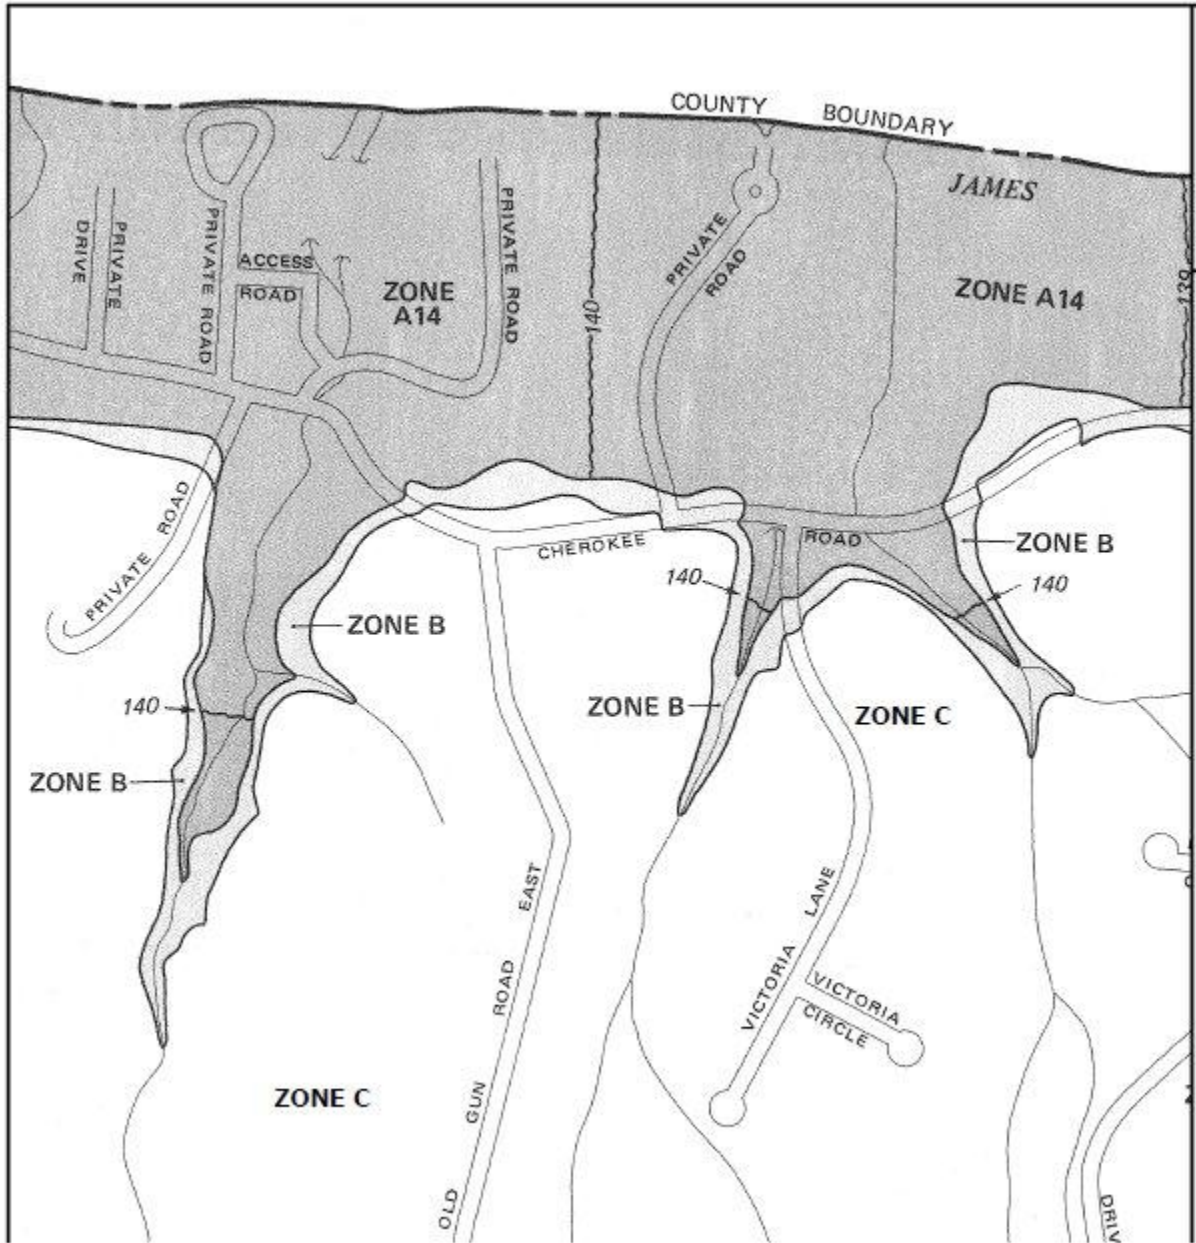 COUNTY BOUNDARY
JAMES
PRIVATE
DRIVE
PRIVATE ROAD
ACCESS
ROAD
ZONE
A14
PRIVATE ROAD
140
PRIVATE
ROAD
ZONE A14
139
PRIVATE ROAD
CHEROKEE
ROAD
ZONE B
140
140
ZONE B
140
ZONE B
ZONE B
ZONE C
OLD GUN ROAD EAST
VICTORIA LANE
VICTORIA
CIRCLE
ZONE C